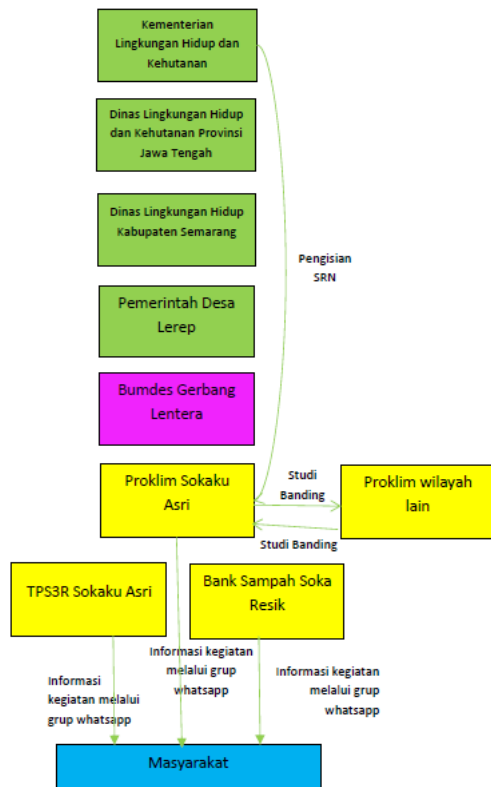 Kementerian
Lingkungan Hidup dan
Kehutanan
Dinas Lingkungan Hidup
dan Kehutanan Provinsi
Jawa Tengah
Dinas Lingkungan Hidup
Kabupaten Semarang
Pengisian
SRN
Pemerintah Desa
Lerep
Bumdes Gerbang
Lentera
Proklim Sokaku
Asri
Studi
Banding
Proklim wilayah
lain
Studi Banding
TPS3R Sokaku Asri
Bank Sampah Soka
Resik
Informasi
kegiatan melalui
grup whatsapp
Informasi kegiatan
melalui grup
whatsapp
Informasi kegiatan
melalui grup
whatsapp
Masyarakat